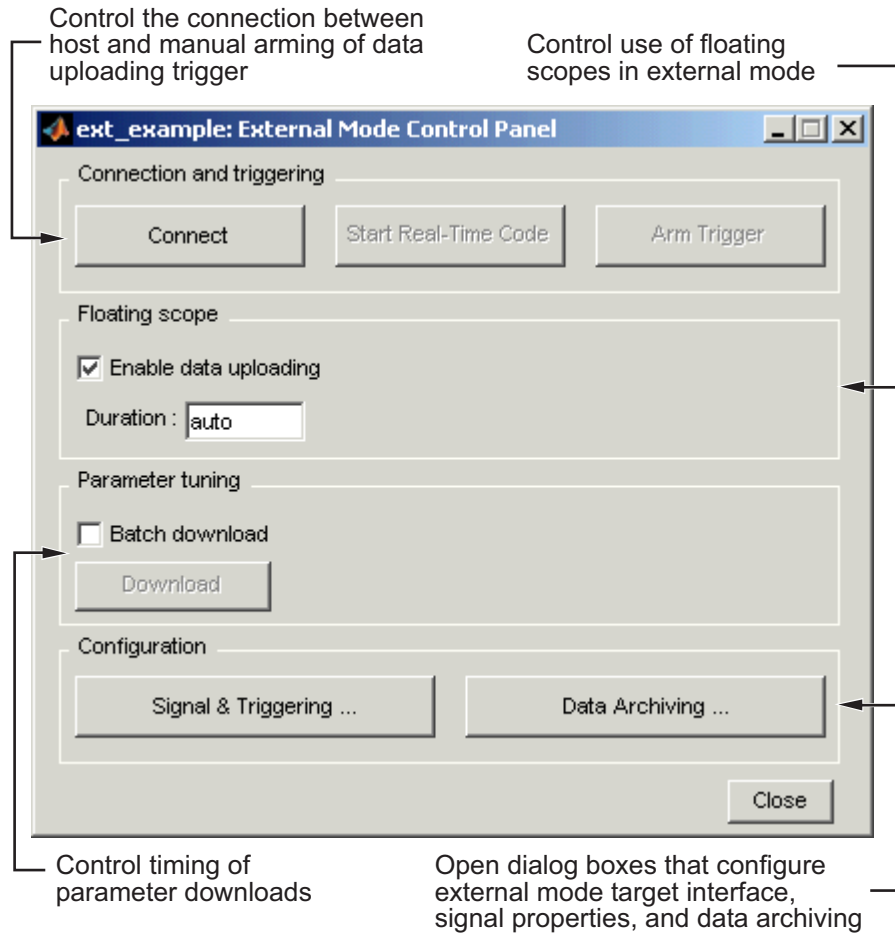 Control the connection between
host and manual arming of data
uploading trigger
Control use of floating
scopes in external mode
ext_example: External Mode Control Panel
Connection and triggering
Connect
Start Real-Time Code
Arm Trigger
Floating scope
Enable data uploading
Duration : auto
Parameter tuning
Batch download
Download
Configuration
Signal & Triggering ...
Data Archiving ...
Close
Control timing of
parameter downloads
Open dialog boxes that configure
external mode target interface,
signal properties, and data archiving